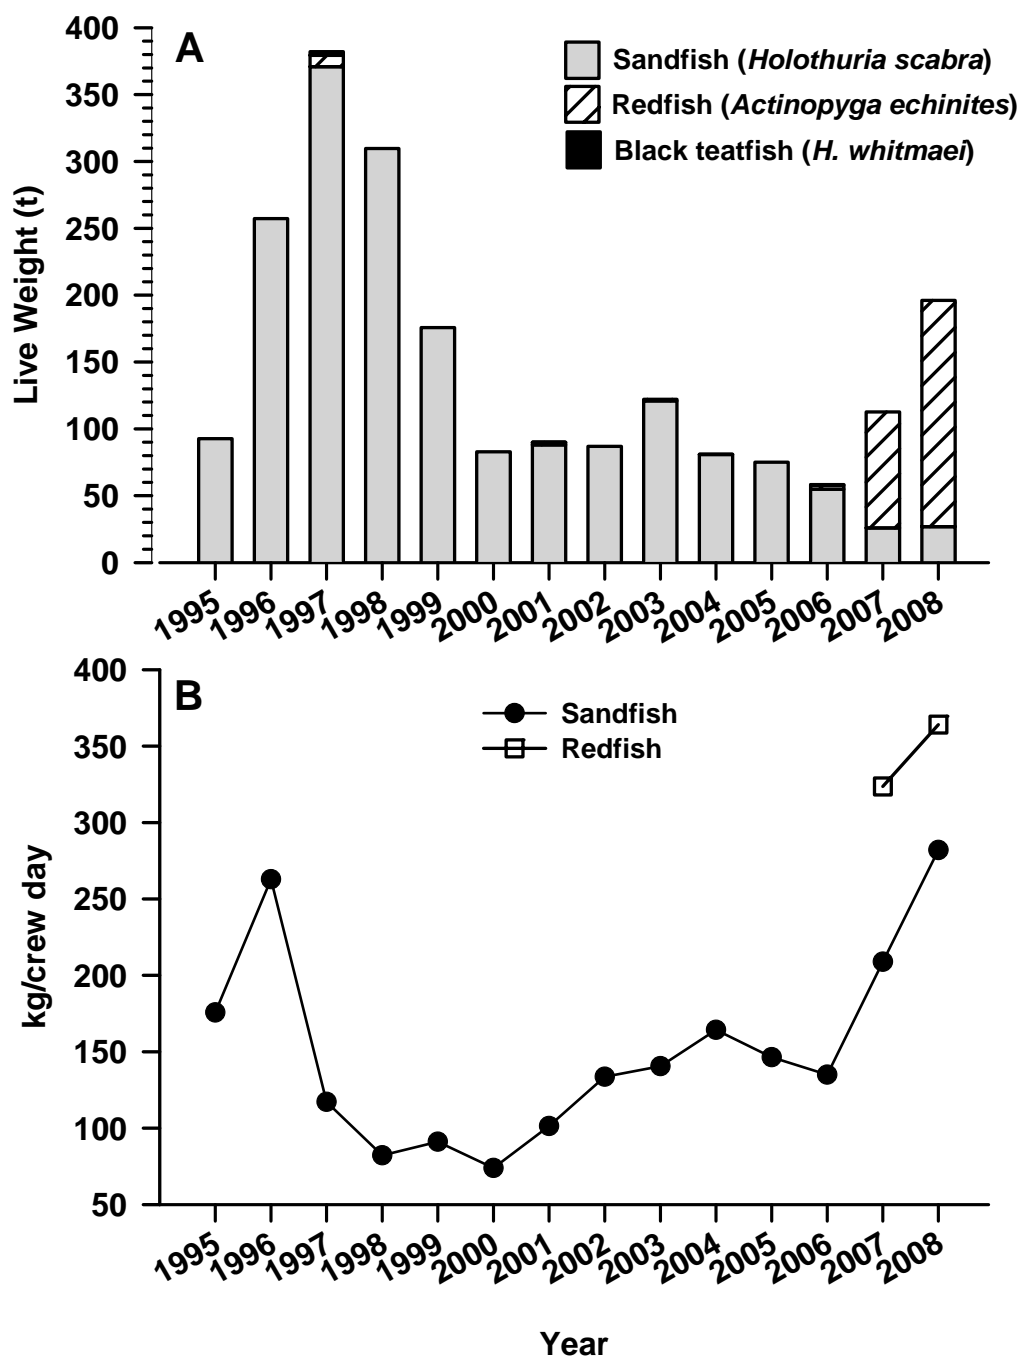 A
Sandfish (Holothuria scabra)
Redfish (Actinopyga echinites)
Black teatfish (H. whitmaei)
Live Weight (t)
400
350
300
250
200
150
100
50
0
1995 1996 1997 1998 1999 2000 2001 2002 2003 2004 2005 2006 2007 2008
B
Sandfish
Redfish
kg/crew day
400
350
300
250
200
150
100
50
1995 1996 1997 1998 1999 2000 2001 2002 2003 2004 2005 2006 2007 2008
Year